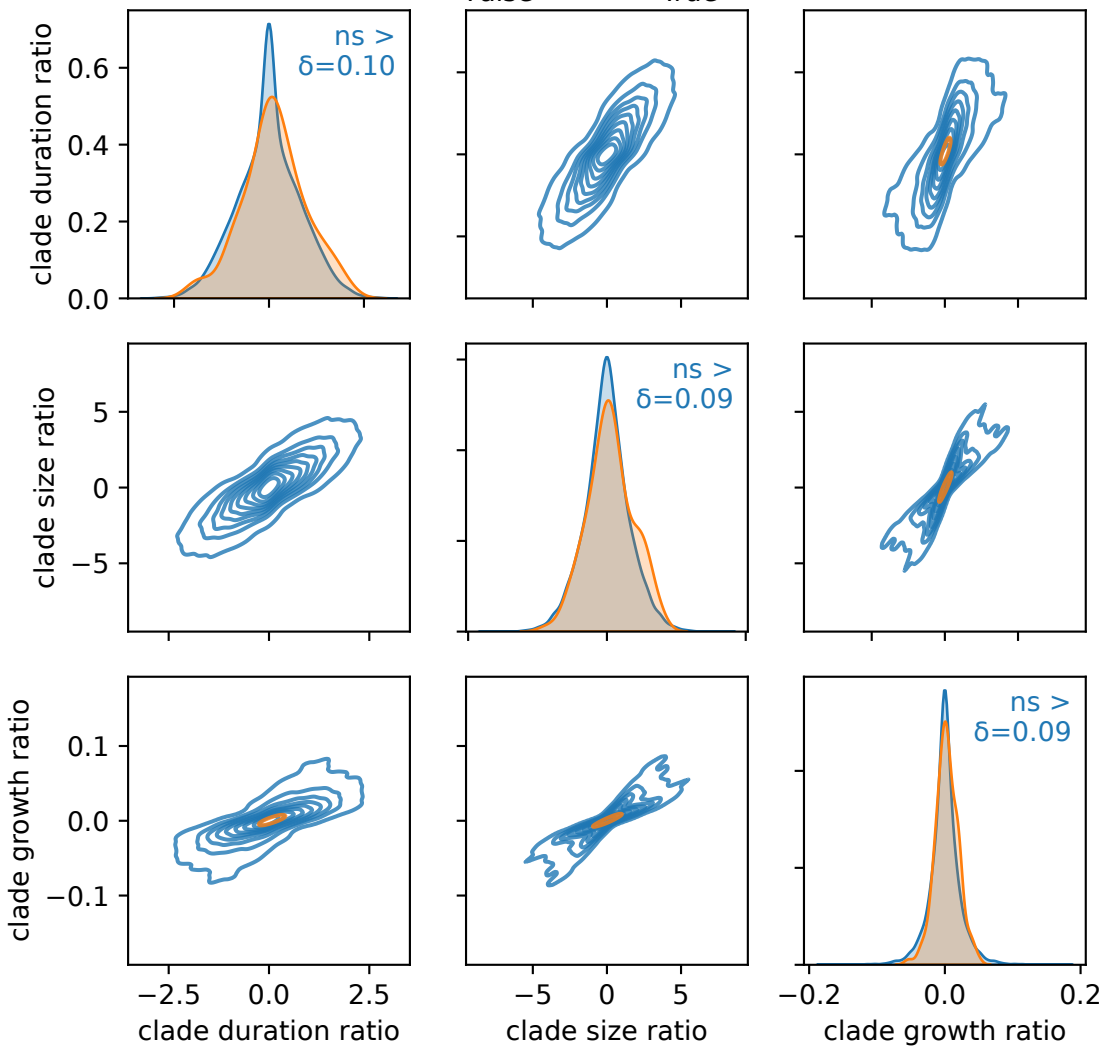 clade duration ratio
0.6
0.4
0.2
0.0
ns >
δ=0.10
clade size ratio
5
0
−5
ns >
δ=0.09
clade growth ratio
0.1
0.0
−0.1
ns >
δ=0.09
−2.5 0.0 2.5
−5 0 5
−0.2 0.0 0.2
clade duration ratio
clade size ratio
clade growth ratio